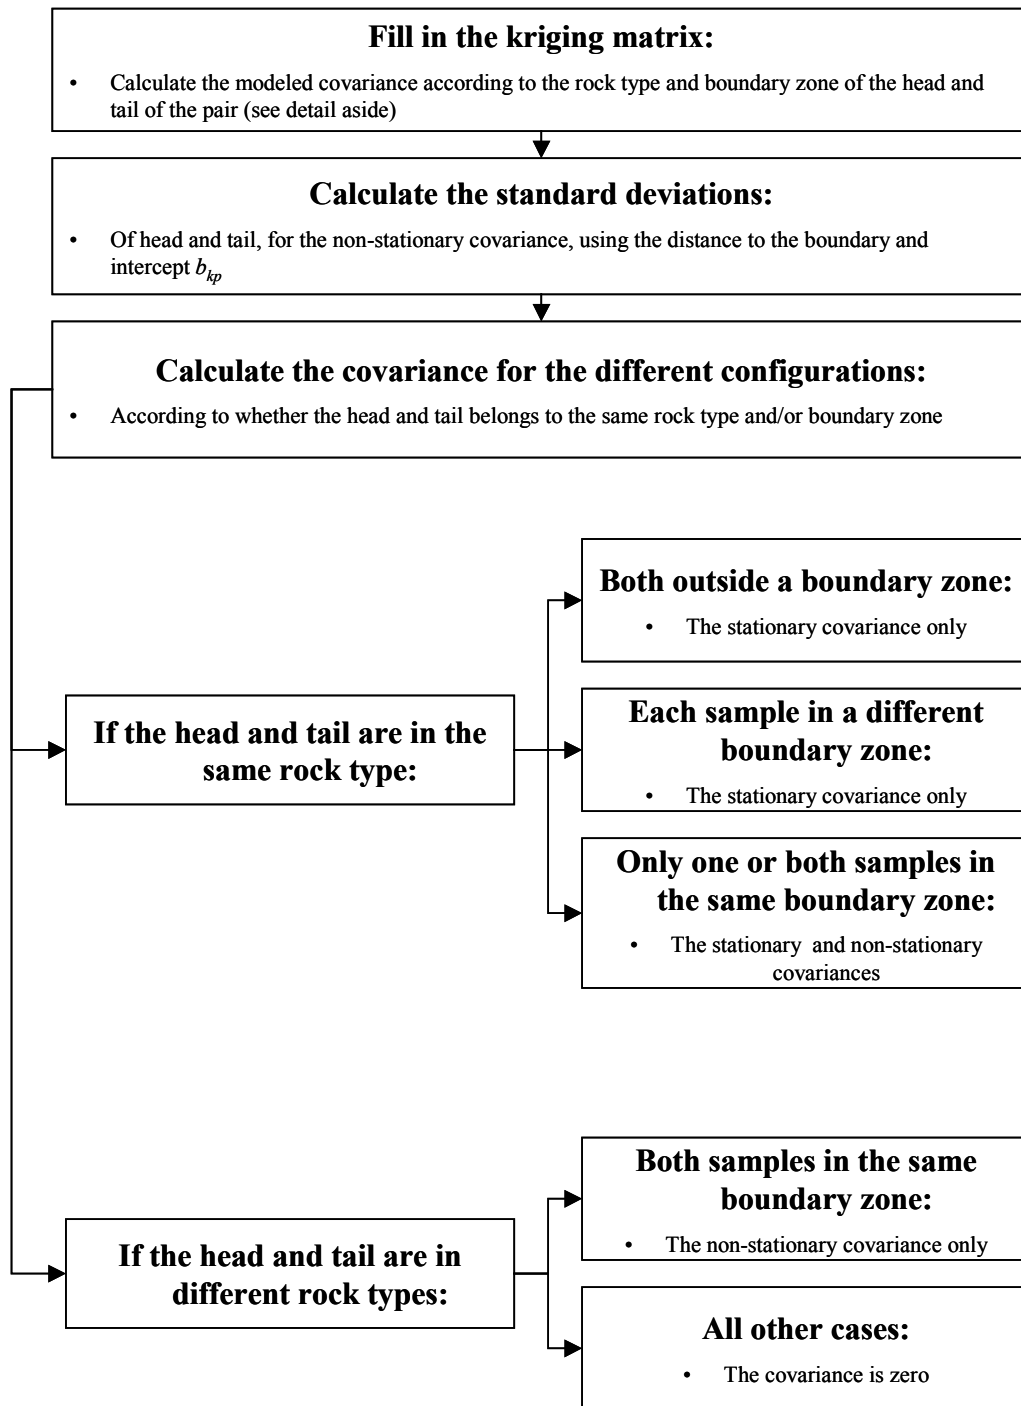 Fill in the kriging matrix:
• Calculate the modeled covariance according to the rock type and boundary zone of the head and
tail of the pair (see detail aside)
Calculate the standard deviations:
• Of head and tail, for the non-stationary covariance, using the distance to the boundary and
intercept b_kp
Calculate the covariance for the different configurations:
• According to whether the head and tail belongs to the same rock type and/or boundary zone
Both outside a boundary zone:
• The stationary covariance only
If the head and tail are in the
same rock type:
Each sample in a different
boundary zone:
• The stationary covariance only
Only one or both samples in
the same boundary zone:
• The stationary and non-stationary
covariances
Both samples in the same
boundary zone:
• The non-stationary covariance only
If the head and tail are in
different rock types:
All other cases:
• The covariance is zero